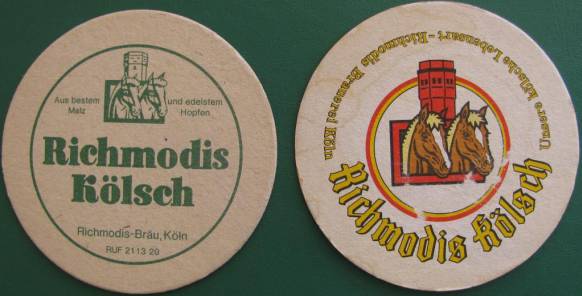 Aus bestem
Malz
und edelstem
Hopfen
Richmodis
Kölsch
Richmodis-Bräu, Köln
RUF 2113 20
Unsere kölsche Lebensart - Richmodis Brauerei Köln
Richmodis Kölsch